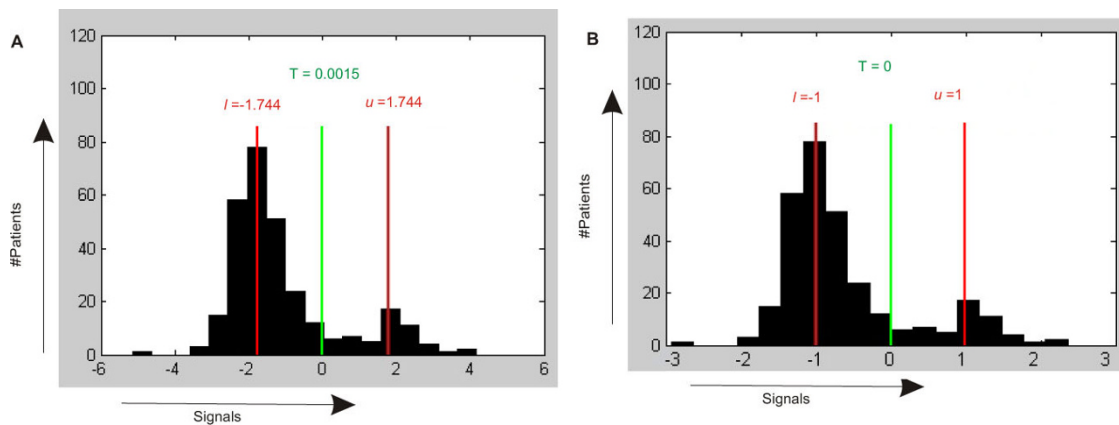 A
T = 0.0015
l =-1.744
u =1.744
120
100
80
60
40
20
0
-6 -4 -2 0 2 4 6
#Patients
Signals
B
T = 0
l =-1
u =1
120
100
80
60
40
20
0
-3 -2 -1 0 1 2 3
#Patients
Signals